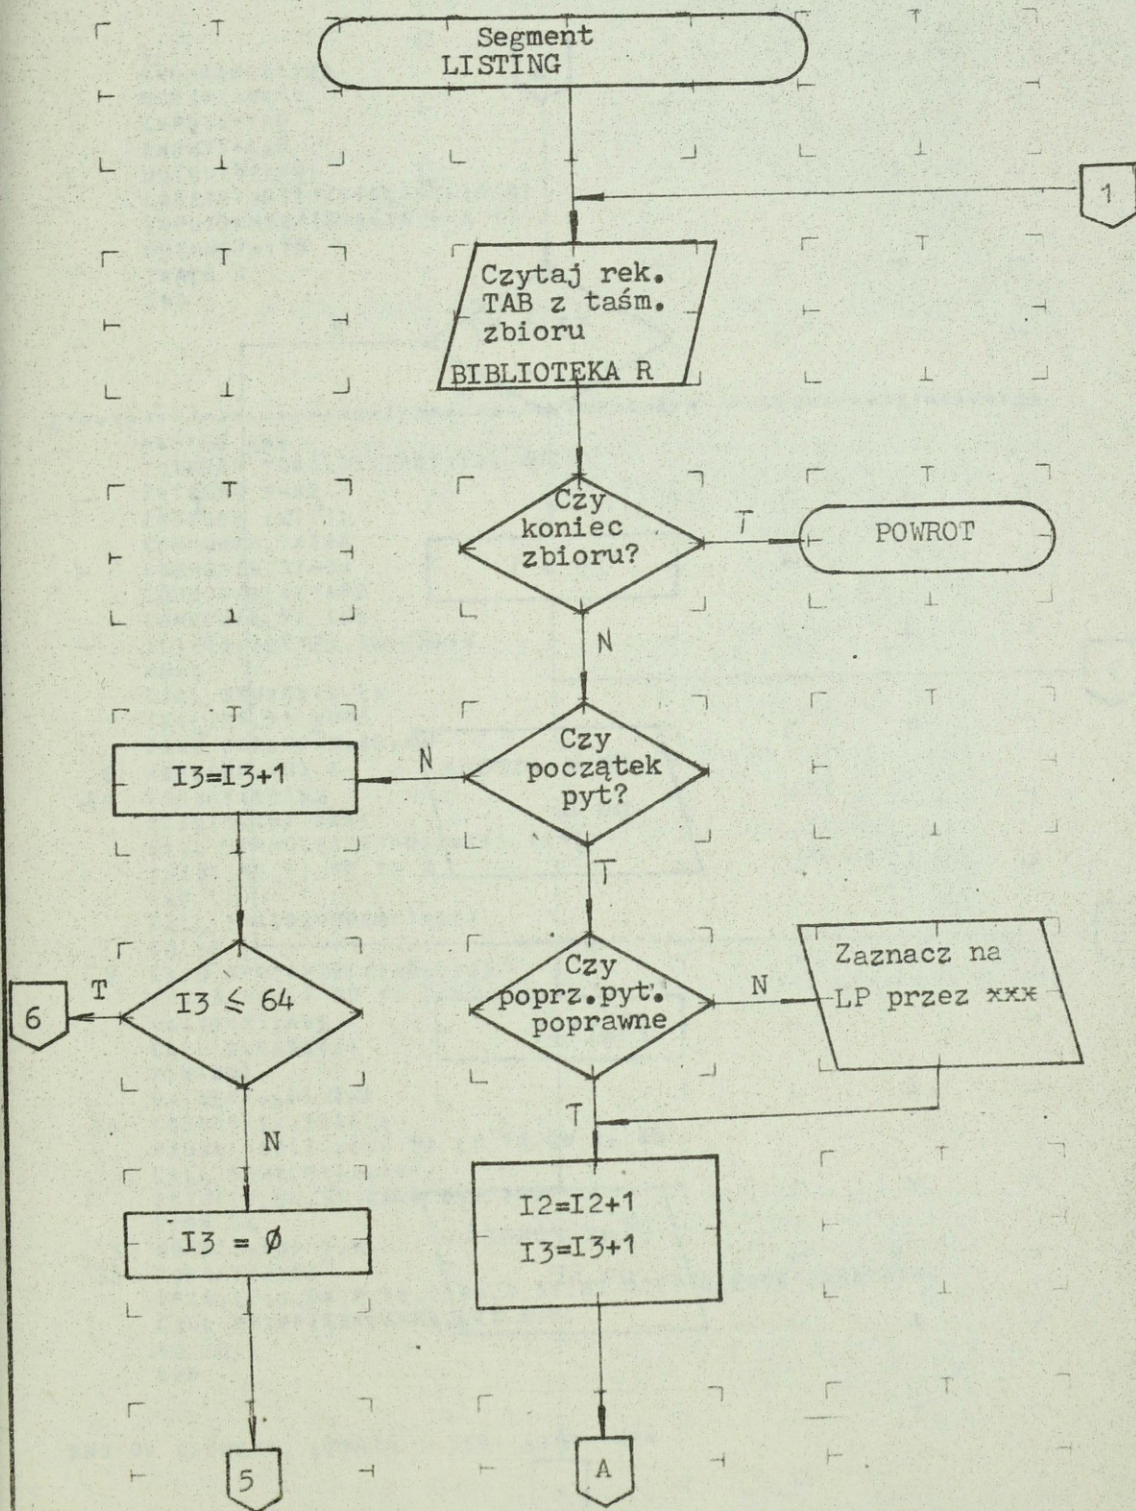 Segment
LISTING
1
Czytaj rek.
TAB z taśm.
zbioru
BIBLIOTEKA R
Czy
koniec
zbioru?
T
POWROT
N
Czy
początek
pyt?
N
I3=I3+1
T
Czy
poprz.pyt.
poprawne
N
Zaznacz na
LP przez xxx
I3 ≤ 64
T
6
N
T
I2=I2+1
I3=I3+1
I3 = Ø
5
A